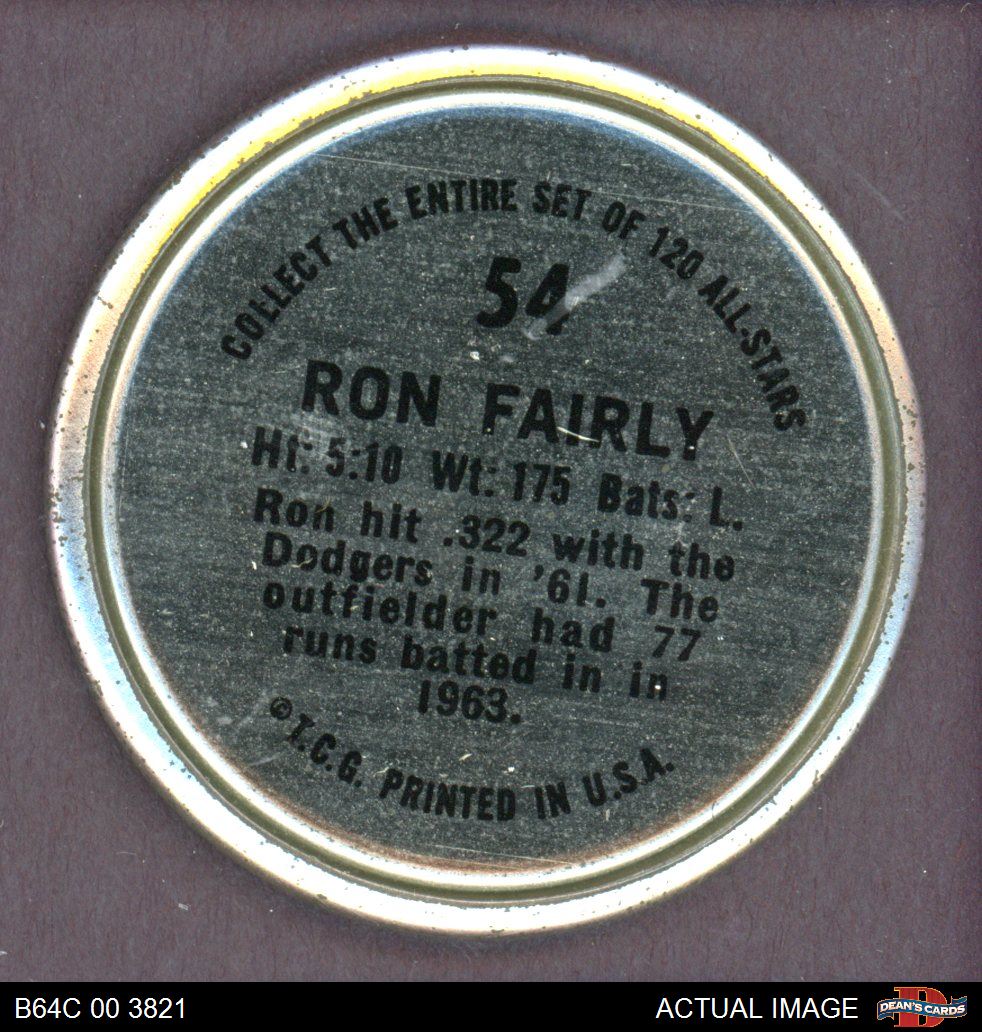 COLLECT THE ENTIRE SET OF 120 ALL-STARS
54
RON FAIRLY
Ht: 5:10 Wt: 175 Bats: L.
Ron hit .322 with the
Dodgers in '61. The
outfielder had 77
runs batted in in
1963.
©T.C.G. PRINTED IN U.S.A.
B64C 00 3821
ACTUAL IMAGE
DEAN'S CARDS